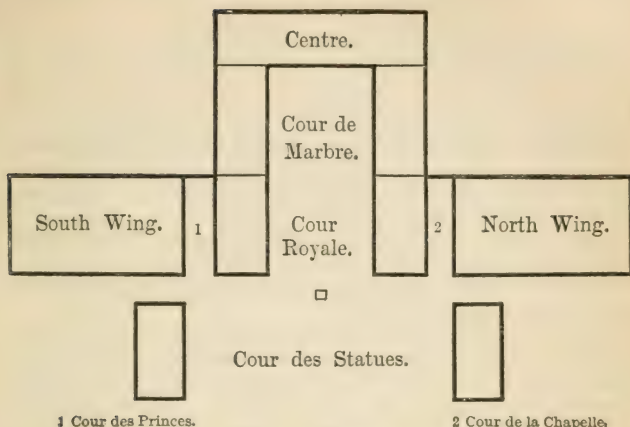 Centre.
Cour de
Marbre.
South Wing.
1
Cour
Royale.
2
North Wing.
Cour des Statues.
1 Cour des Princes.
2 Cour de la Chapelle,